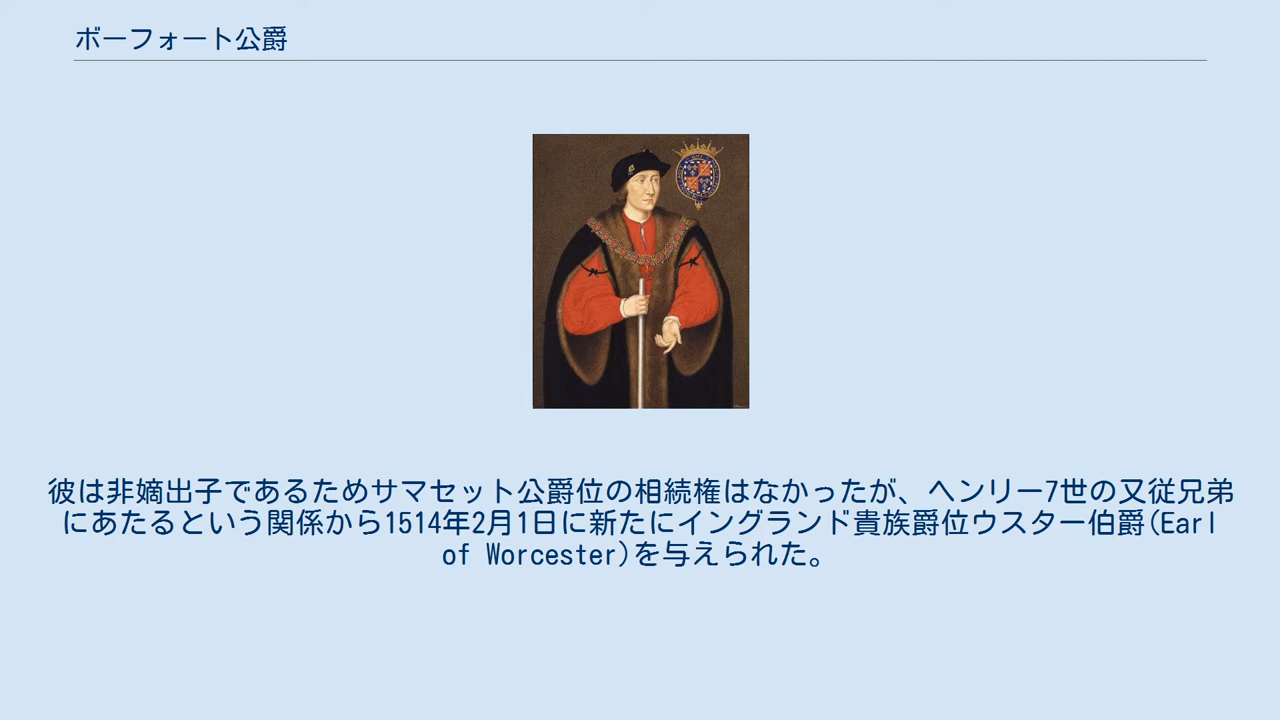 ボーフォート公爵
彼は非嫡出子であるためサマセット公爵位の相続権はなかったが、ヘンリー7世の又従兄弟
にあたるという関係から1514年2月1日に新たにイングランド貴族爵位ウスター伯爵(Earl
of Worcester)を与えられた。